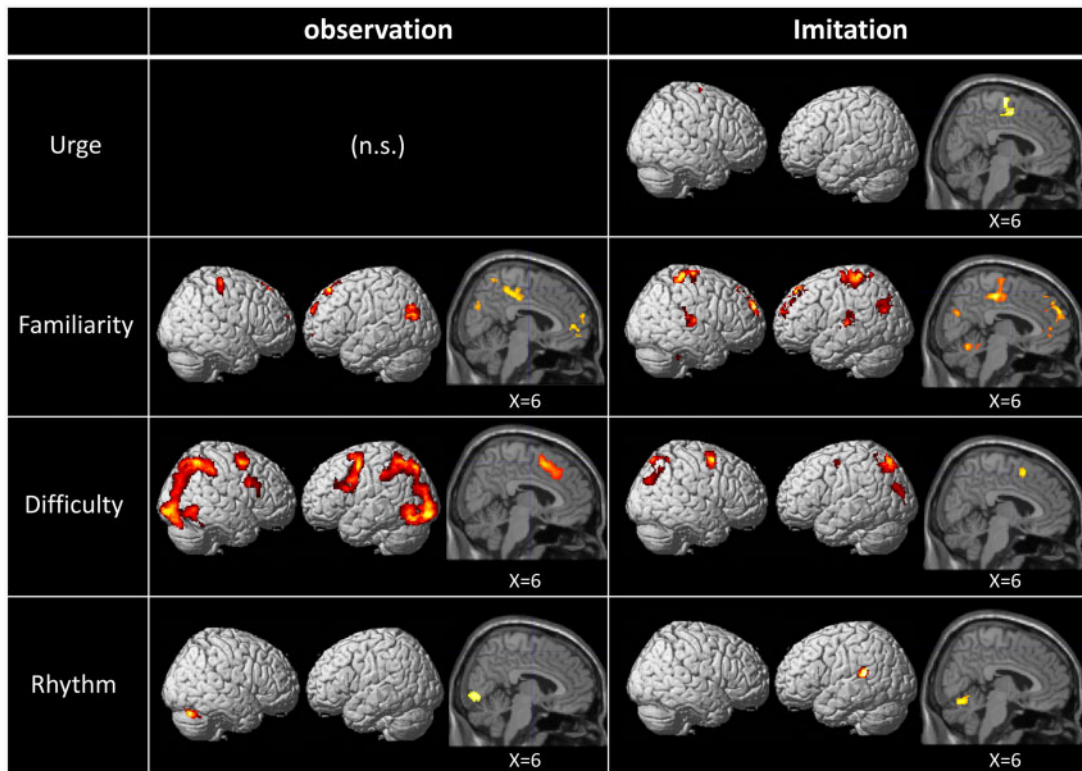 observation Imitation
Urge (n.s.) X=6
Familiarity X=6 X=6
Difficulty X=6 X=6
Rhythm X=6 X=6